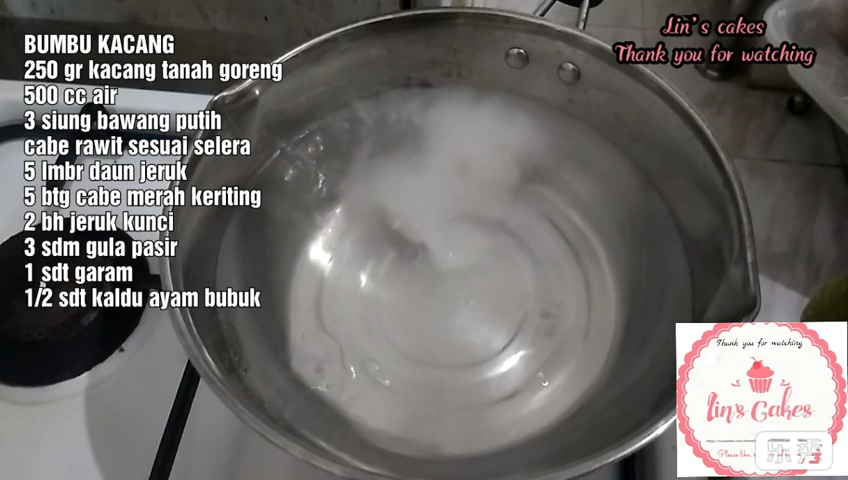 BUMBU KACANG
250 gr kacang tanah goreng
500 cc air
3 siung bawang putih
cabe rawit sesuai selera
5 lmbr daun jeruk
5 btg cabe merah keriting
2 bh jeruk kunci
3 sdm gula pasir
1 sdt garam
1/2 sdt kaldu ayam bubuk
Lin's cakes
Thank you for watching
Thank you for watching
Lin's Cakes